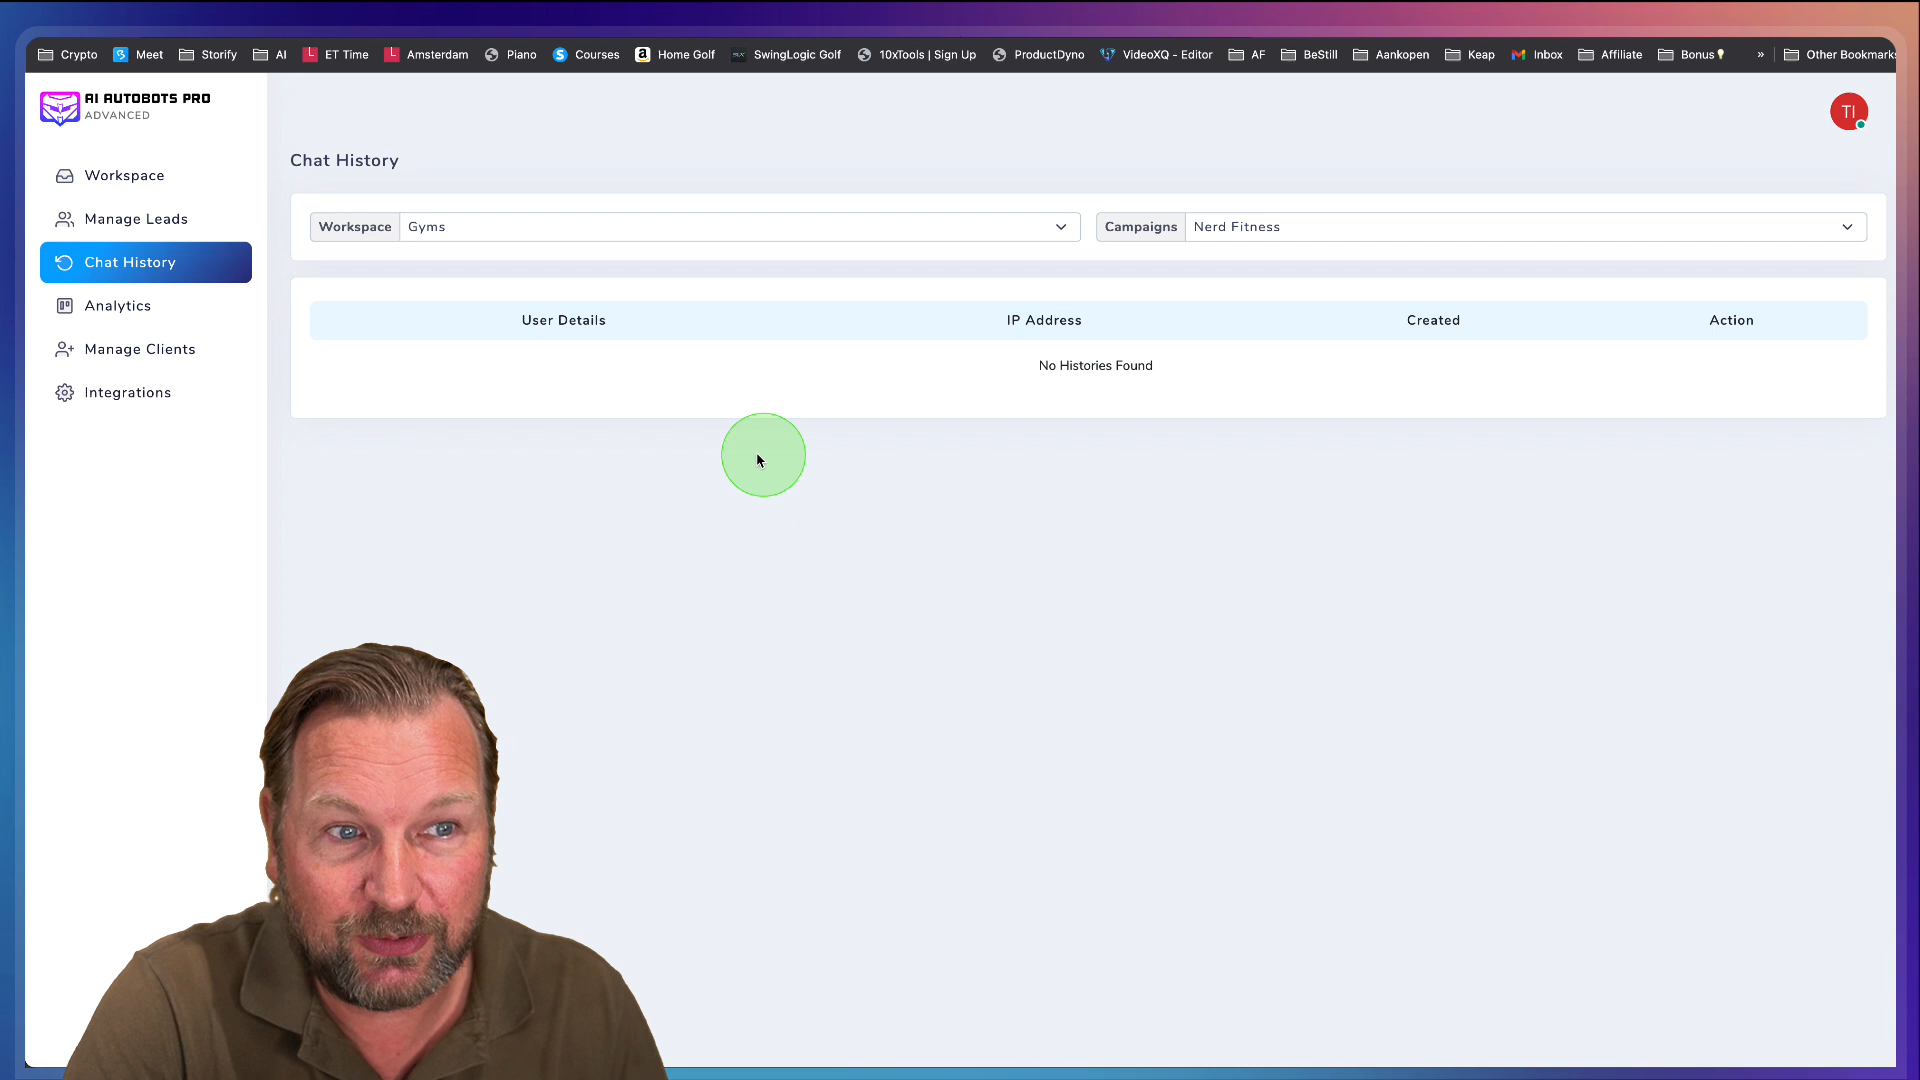 Crypto Meet Storify AI ET Time Amsterdam Piano Courses Home Golf SwingLogic Golf 10xTools | Sign Up ProductDyno VideoXQ - Editor AF BeStill Aankopen Keap Inbox Affiliate Bonus » Other Bookmarks
AI AUTOBOTS PRO
ADVANCED
TI
Workspace
Manage Leads
Chat History
Analytics
Manage Clients
Integrations
Chat History
Workspace Gyms Campaigns Nerd Fitness
User Details IP Address Created Action
No Histories Found